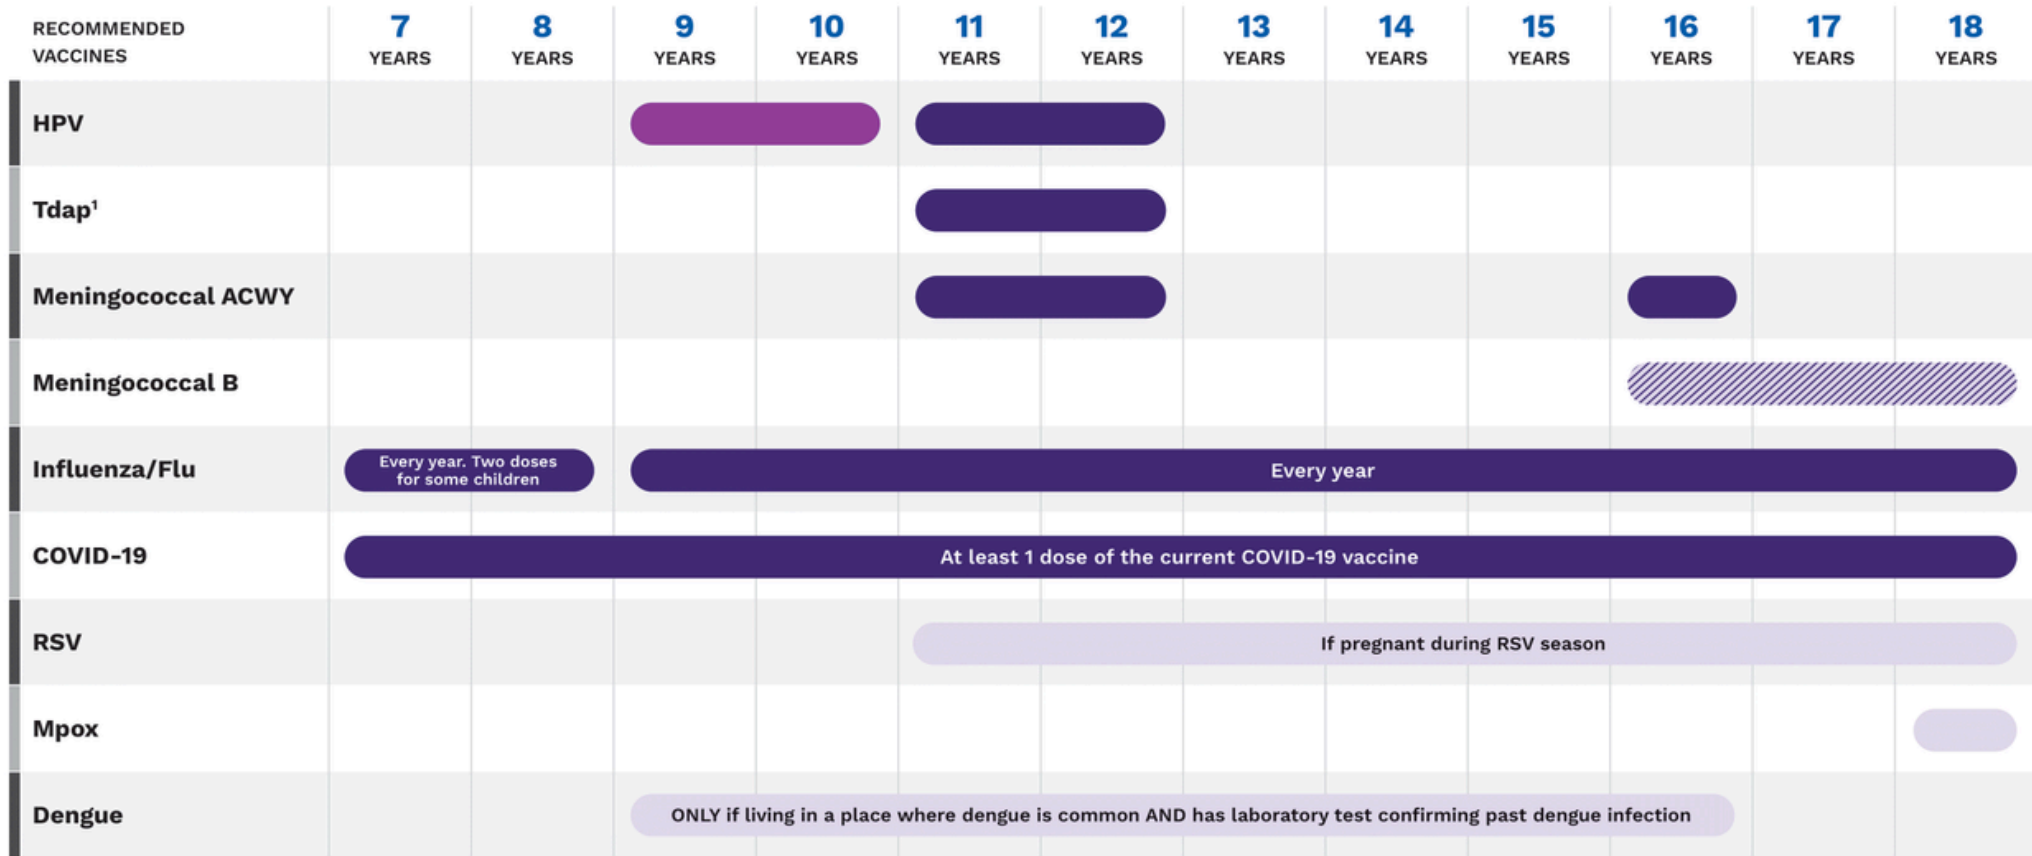 RECOMMENDED
VACCINES
7
YEARS
8
YEARS
9
YEARS
10
YEARS
11
YEARS
12
YEARS
13
YEARS
14
YEARS
15
YEARS
16
YEARS
17
YEARS
18
YEARS
HPV
Tdap¹
Meningococcal ACWY
Meningococcal B
Influenza/Flu
Every year. Two doses
for some children
Every year
COVID-19
At least 1 dose of the current COVID-19 vaccine
RSV
If pregnant during RSV season
Mpox
Dengue
ONLY if living in a place where dengue is common AND has laboratory test confirming past dengue infection